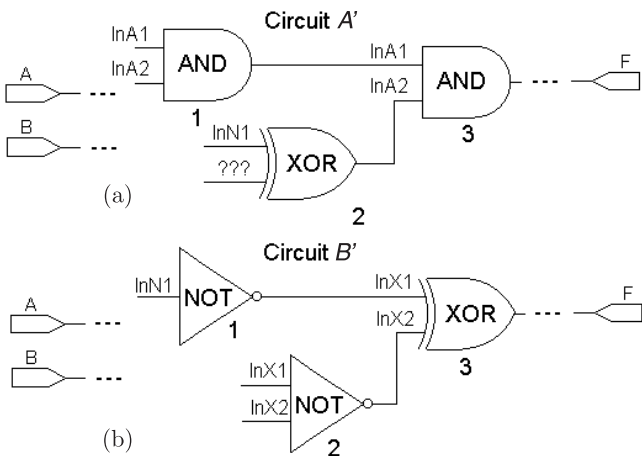 Circuit A'
InA1
InA2
AND
1
A
B
InA1
InA2
AND
3
F
InN1
???
XOR
2
(a)
Circuit B'
InN1
NOT
1
A
B
InX1
InX2
XOR
3
F
InX1
InX2
NOT
2
(b)